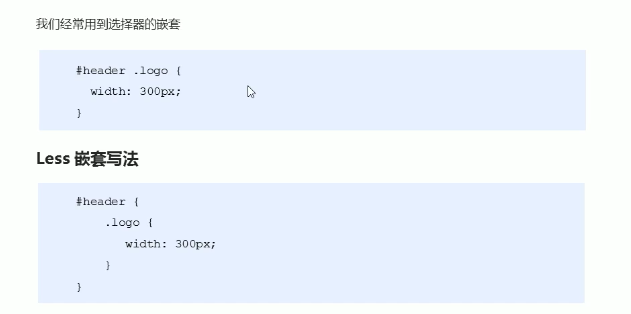 我们经常用到选择器的嵌套
#header .logo {
  width: 300px;
}
Less 嵌套写法
#header {
    .logo {
       width: 300px;
    }
}